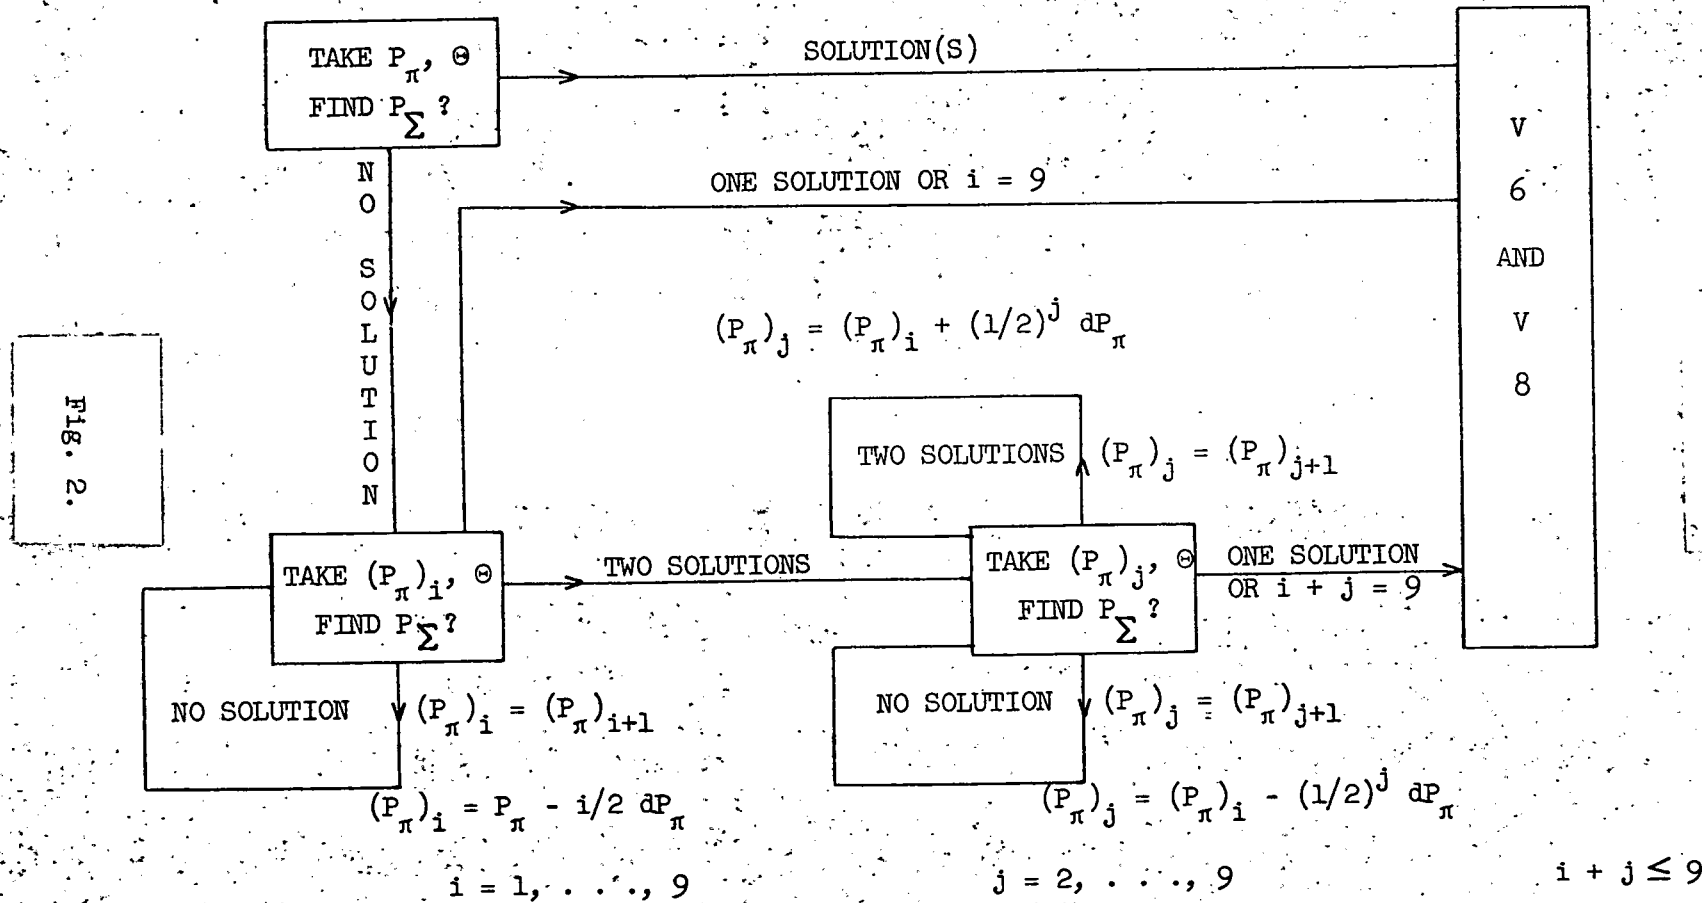 TAKE P_π, Θ
FIND P_Σ ?
SOLUTION(S)
NO SOLUTION
ONE SOLUTION OR i = 9
V
6
AND
V
8
(P_π)_j = (P_π)_i + (1/2)^j dP_π
Fig. 2.
TWO SOLUTIONS
(P_π)_j = (P_π)_{j+1}
TAKE (P_π)_i, Θ
FIND P_Σ?
TWO SOLUTIONS
TAKE (P_π)_j, Θ
FIND P_Σ ?
ONE SOLUTION
OR i + j = 9
NO SOLUTION
(P_π)_i = (P_π)_{i+1}
NO SOLUTION
(P_π)_j = (P_π)_{j+1}
(P_π)_i = P_π - i/2 dP_π
(P_π)_j = (P_π)_i - (1/2)^j dP_π
i = 1, . . ., 9
j = 2, . . ., 9
i + j ≤ 9